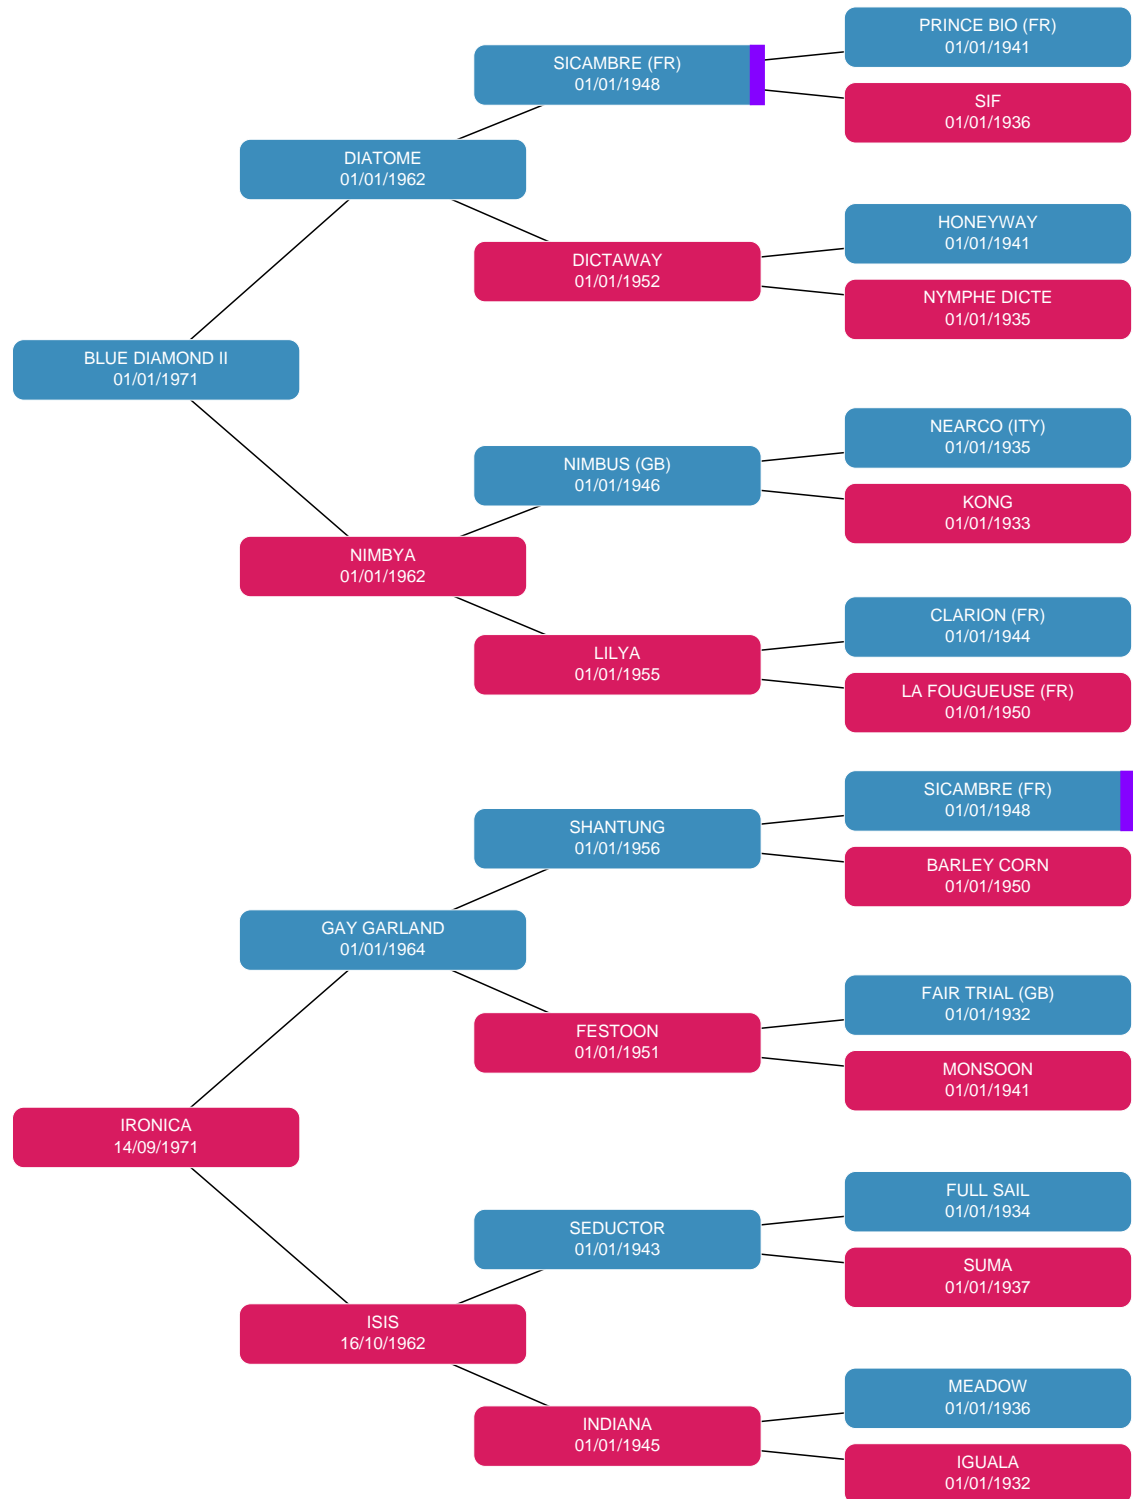 PRINCE BIO (FR)
01/01/1941
SICAMBRE (FR)
01/01/1948
SIF
01/01/1936
DIATOME
01/01/1962
HONEYWAY
01/01/1941
DICTAWAY
01/01/1952
NYMPHE DICTE
01/01/1935
BLUE DIAMOND II
01/01/1971
NEARCO (ITY)
01/01/1935
NIMBUS (GB)
01/01/1946
KONG
01/01/1933
NIMBYA
01/01/1962
CLARION (FR)
01/01/1944
LILYA
01/01/1955
LA FOUGUEUSE (FR)
01/01/1950
SICAMBRE (FR)
01/01/1948
SHANTUNG
01/01/1956
BARLEY CORN
01/01/1950
GAY GARLAND
01/01/1964
FAIR TRIAL (GB)
01/01/1932
FESTOON
01/01/1951
MONSOON
01/01/1941
IRONICA
14/09/1971
FULL SAIL
01/01/1934
SEDUCTOR
01/01/1943
SUMA
01/01/1937
ISIS
16/10/1962
MEADOW
01/01/1936
INDIANA
01/01/1945
IGUALA
01/01/1932